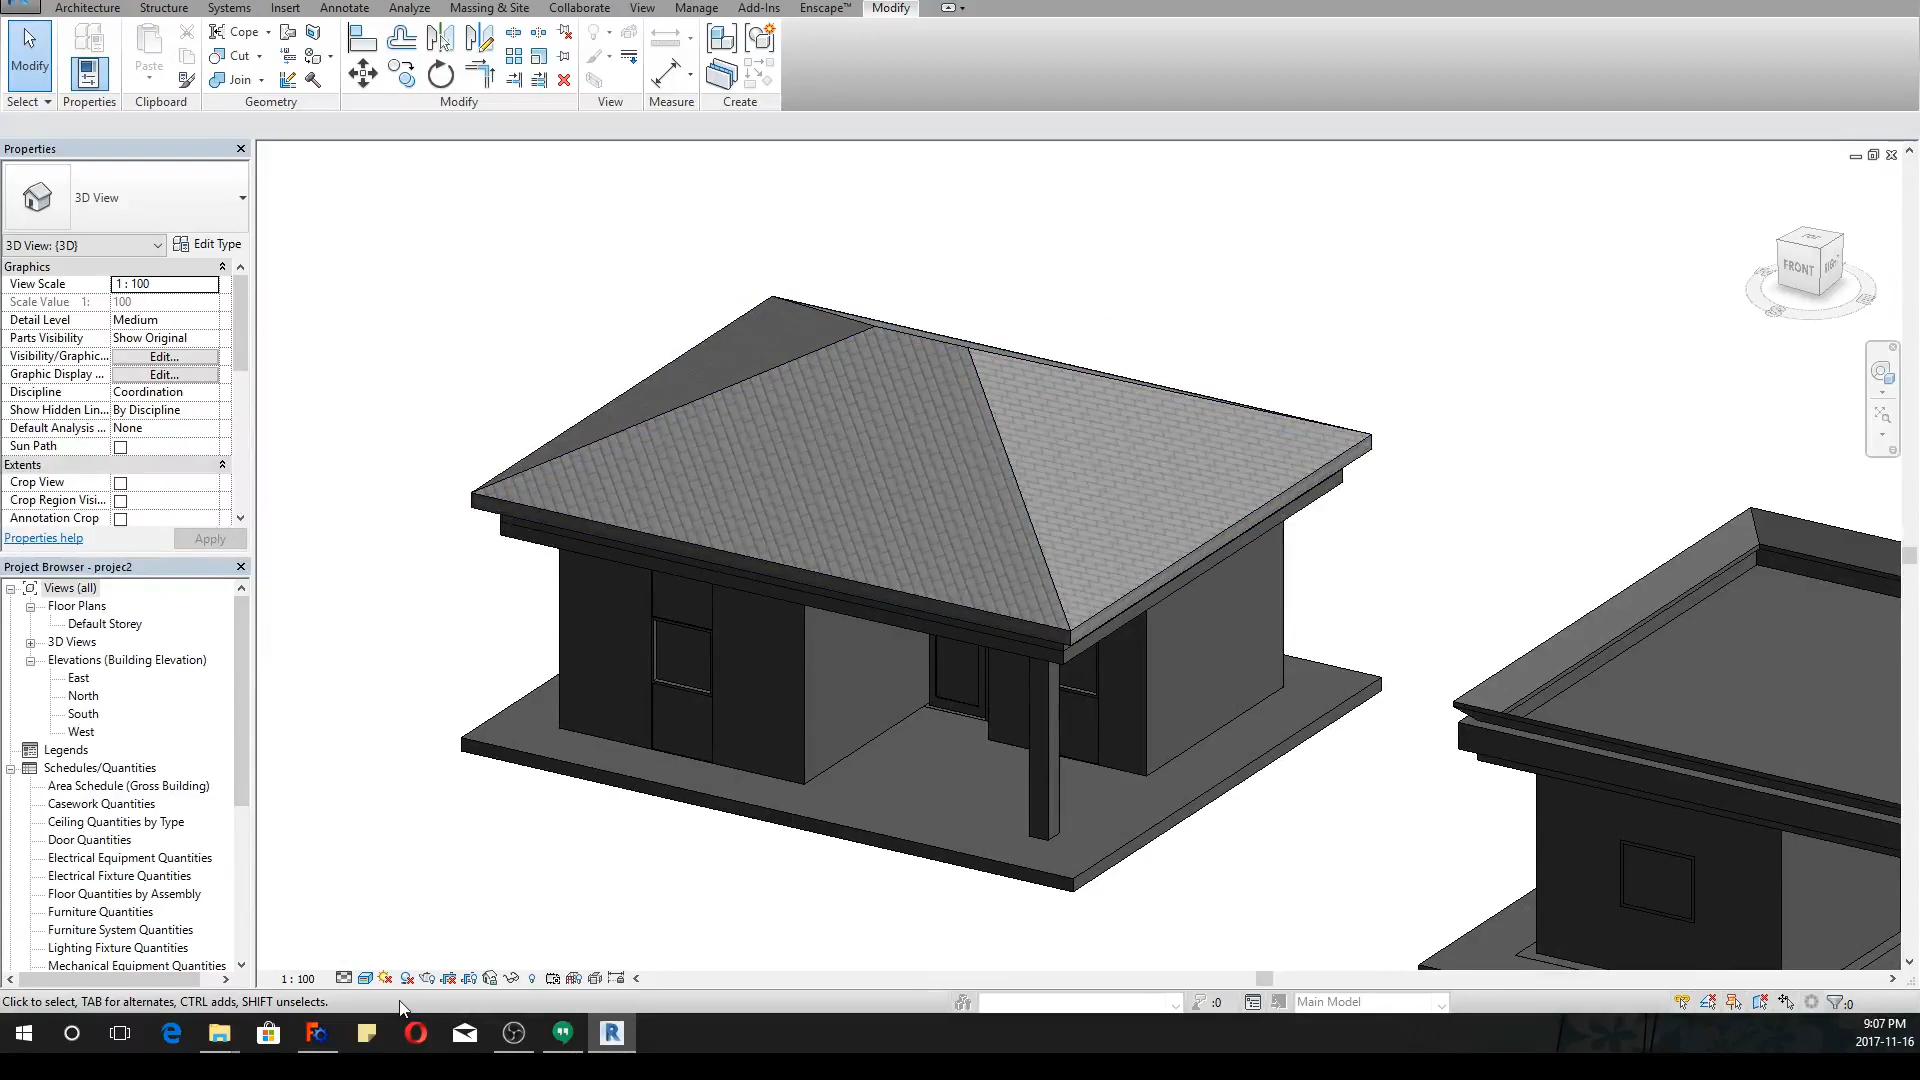 Architecture Structure Systems Insert Annotate Analyze Massing & Site Collaborate View Manage Add-Ins Enscape™ Modify
Modify
Cope
Cut
Join
Paste
Select Properties Clipboard Geometry Modify View Measure Create
Properties
3D View
3D View: {3D} Edit Type
Graphics
View Scale 1 : 100
Scale Value 1: 100
Detail Level Medium
Parts Visibility Show Original
Visibility/Graphic... Edit...
Graphic Display ... Edit...
Discipline Coordination
Show Hidden Lin... By Discipline
Default Analysis ... None
Sun Path
Extents
Crop View
Crop Region Visi...
Annotation Crop
Properties help Apply
Project Browser - projec2
Views (all)
Floor Plans
Default Storey
3D Views
Elevations (Building Elevation)
East
North
South
West
Legends
Schedules/Quantities
Area Schedule (Gross Building)
Casework Quantities
Ceiling Quantities by Type
Door Quantities
Electrical Equipment Quantities
Electrical Fixture Quantities
Floor Quantities by Assembly
Furniture Quantities
Furniture System Quantities
Lighting Fixture Quantities
Mechanical Equipment Quantities
TOP
FRONT
RIGHT
1 : 100
Click to select, TAB for alternates, CTRL adds, SHIFT unselects.
:0
Main Model
:0
9:07 PM
2017-11-16